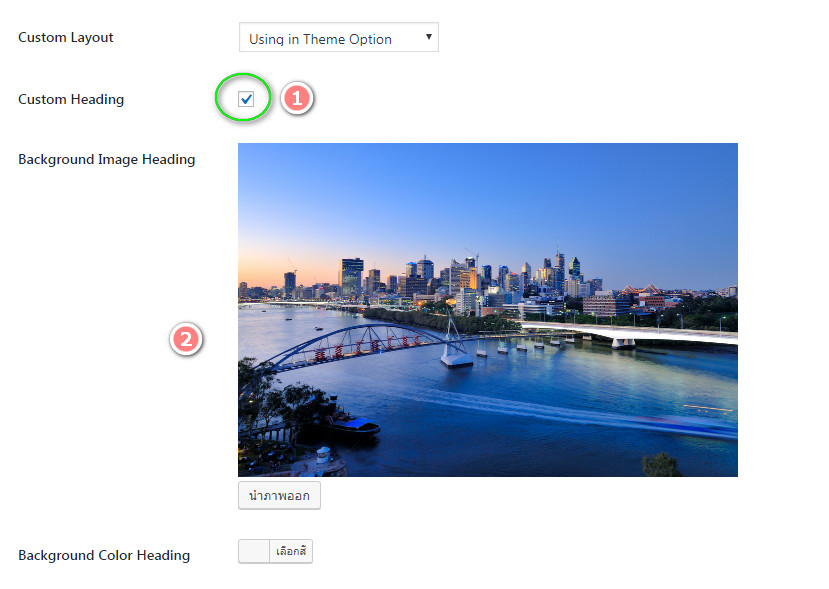 Custom Layout
Using in Theme Option
Custom Heading
1
Background Image Heading
2
นำภาพออก
Background Color Heading
เลือกสี